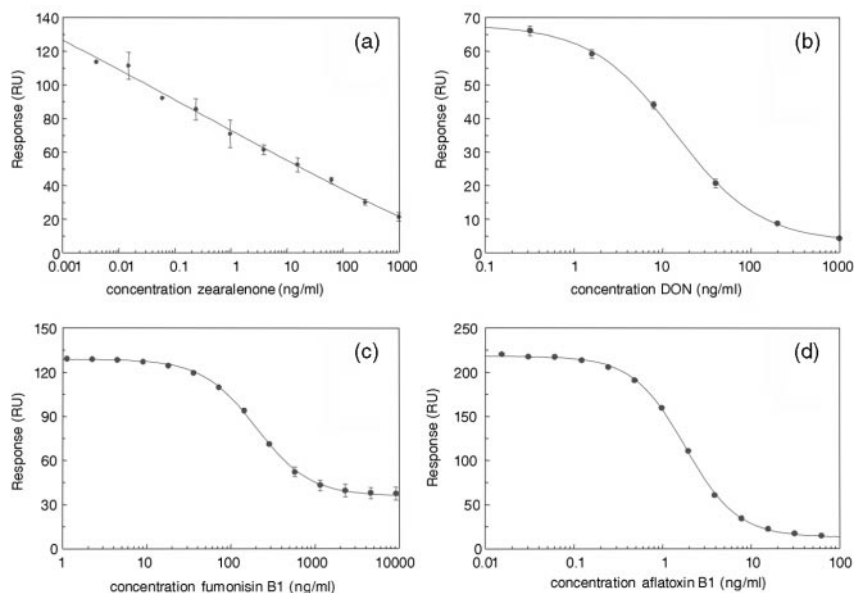 (a)
Response (RU)
140
120
100
80
60
40
20
0
0.001 0.01 0.1 1 10 100 1000
concentration zearalenone (ng/ml)
(b)
Response (RU)
70
60
50
40
30
20
10
0
0.1 1 10 100 1000
concentration DON (ng/ml)
(c)
Response (RU)
150
120
90
60
30
0
1 10 100 1000 10000
concentration fumonisin B1 (ng/ml)
(d)
Response (RU)
250
200
150
100
50
0
0.01 0.1 1 10 100
concentration aflatoxin B1 (ng/ml)